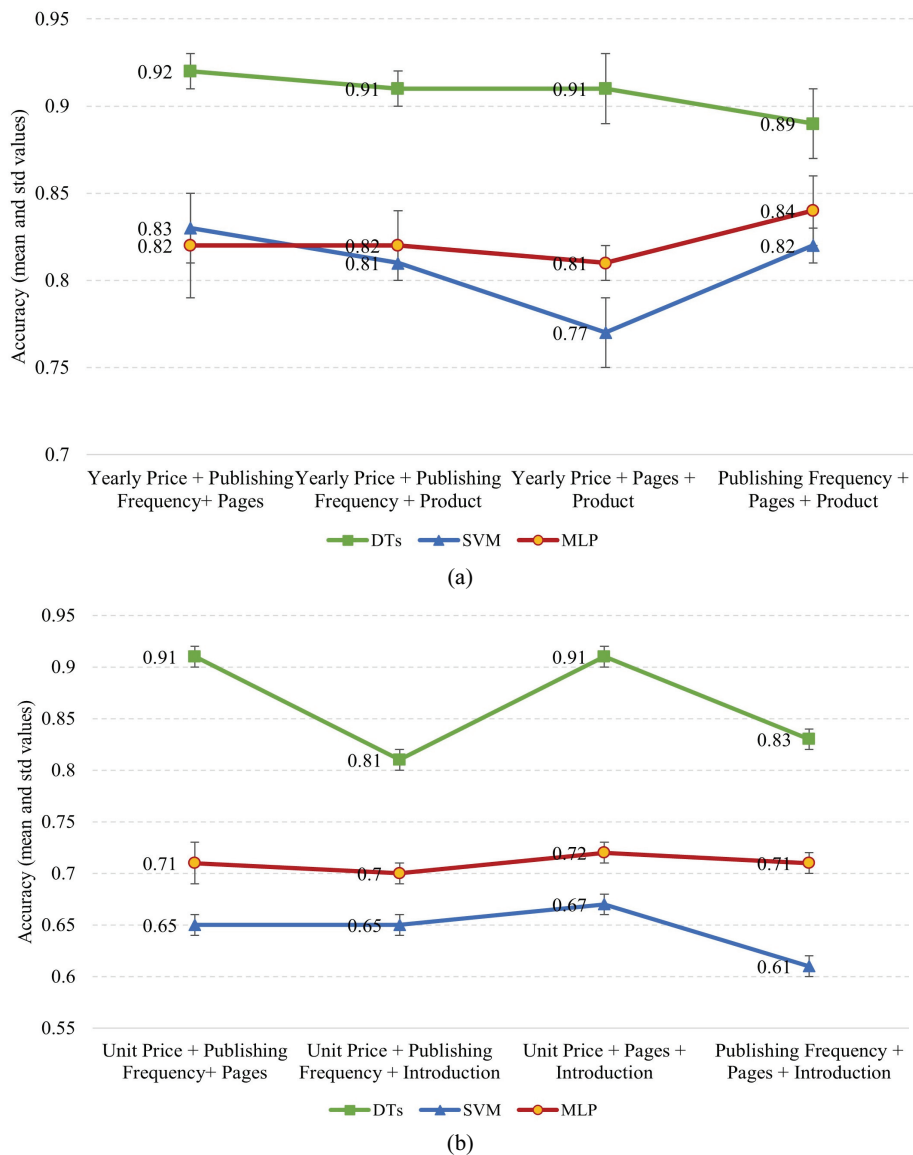 0.95
0.92
0.91
0.91
0.9
0.89
Accuracy (mean and std values)
0.85
0.83
0.84
0.82
0.82
0.82
0.81
0.81
0.8
0.77
0.75
0.7
Yearly Price + Publishing
Frequency+ Pages
Yearly Price + Publishing
Frequency + Product
Yearly Price + Pages +
Product
Publishing Frequency +
Pages + Product
DTs SVM MLP
(a)
0.95
0.91
0.91
0.9
0.85
0.83
0.81
0.8
Accuracy (mean and std values)
0.75
0.71
0.72
0.71
0.7
0.7
0.65
0.65
0.65
0.67
0.61
0.6
0.55
Unit Price + Publishing
Frequency+ Pages
Unit Price + Publishing
Frequency + Introduction
Unit Price + Pages +
Introduction
Publishing Frequency +
Pages + Introduction
DTs SVM MLP
(b)